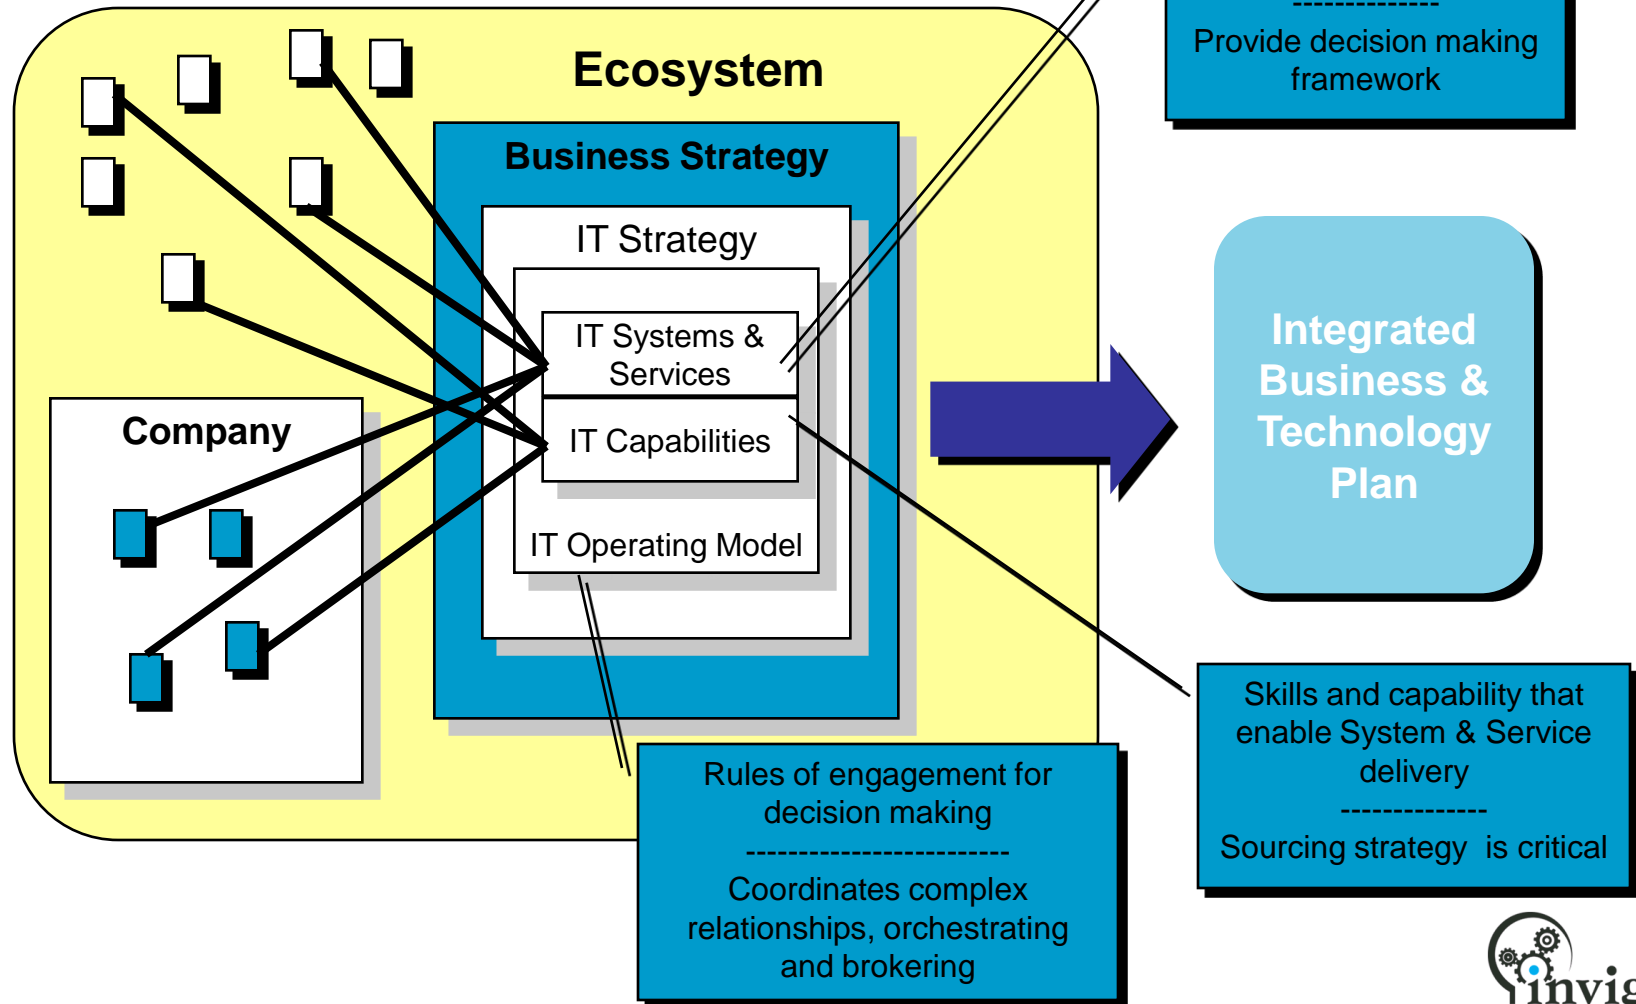 --------------
Provide decision making
framework
Ecosystem
Business Strategy
IT Strategy
IT Systems &
Services
IT Capabilities
IT Operating Model
Company
Integrated
Business &
Technology
Plan
Rules of engagement for
decision making
-------------------------
Coordinates complex
relationships, orchestrating
and brokering
Skills and capability that
enable System & Service
delivery
--------------
Sourcing strategy  is critical